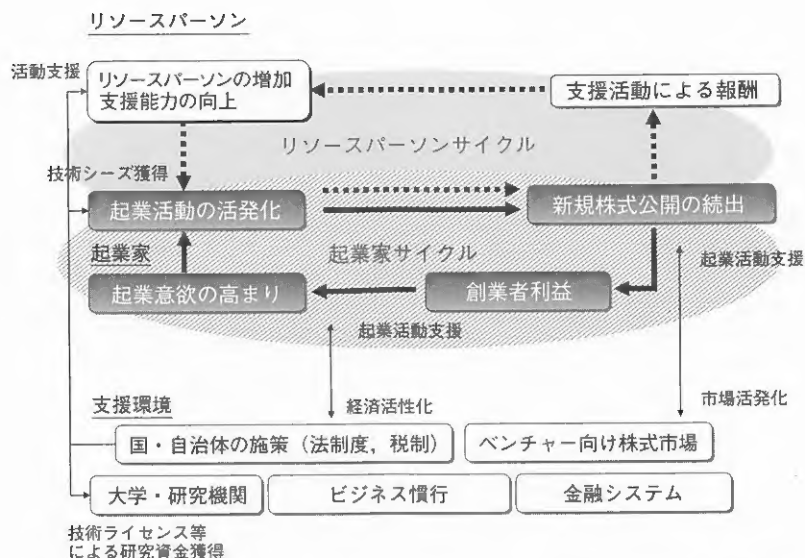 リソースパーソン
活動支援
リソースパーソンの増加
支援能力の向上
支援活動による報酬
リソースパーソンサイクル
技術シーズ獲得
起業活動の活発化
新規株式公開の続出
起業家
起業家サイクル
起業活動支援
起業意欲の高まり
創業者利益
起業活動支援
支援環境
経済活性化
市場活発化
国・自治体の施策（法制度，税制）
ベンチャー向け株式市場
大学・研究機関
ビジネス慣行
金融システム
技術ライセンス等
による研究資金獲得